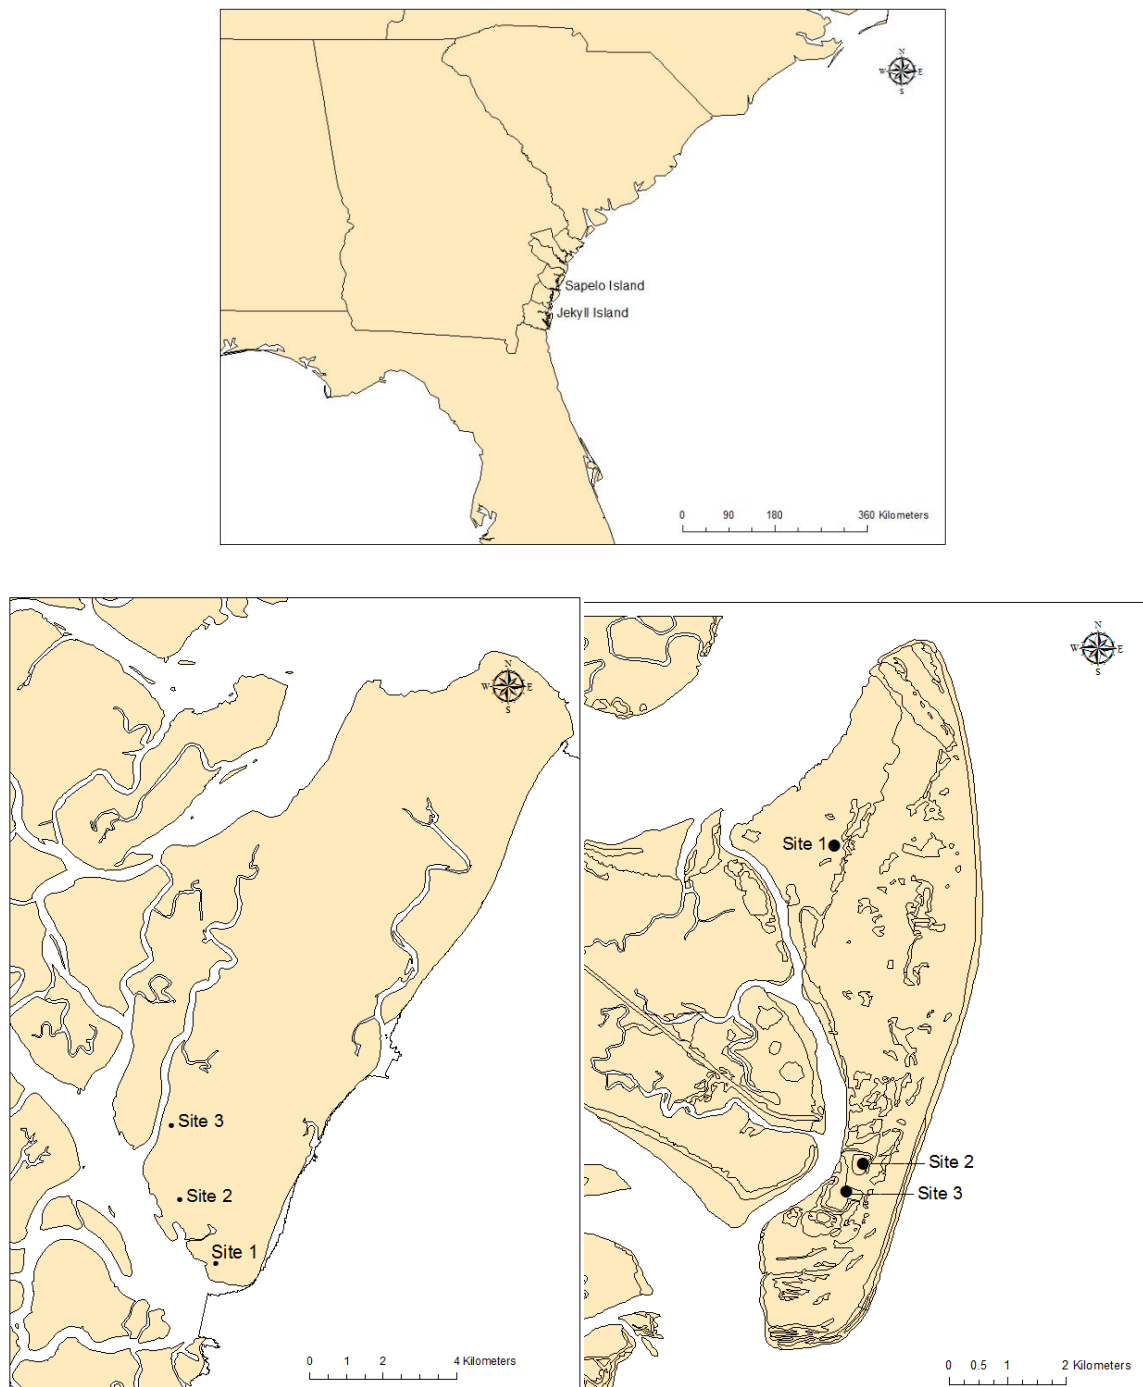 N
W E
S
Sapelo Island
Jekyll Island
0 90 180 360 Kilometers
N
W E
S
Site 3
Site 2
Site 1
0 1 2 4 Kilometers
N
W E
S
Site 1
Site 2
Site 3
0 0.5 1 2 Kilometers